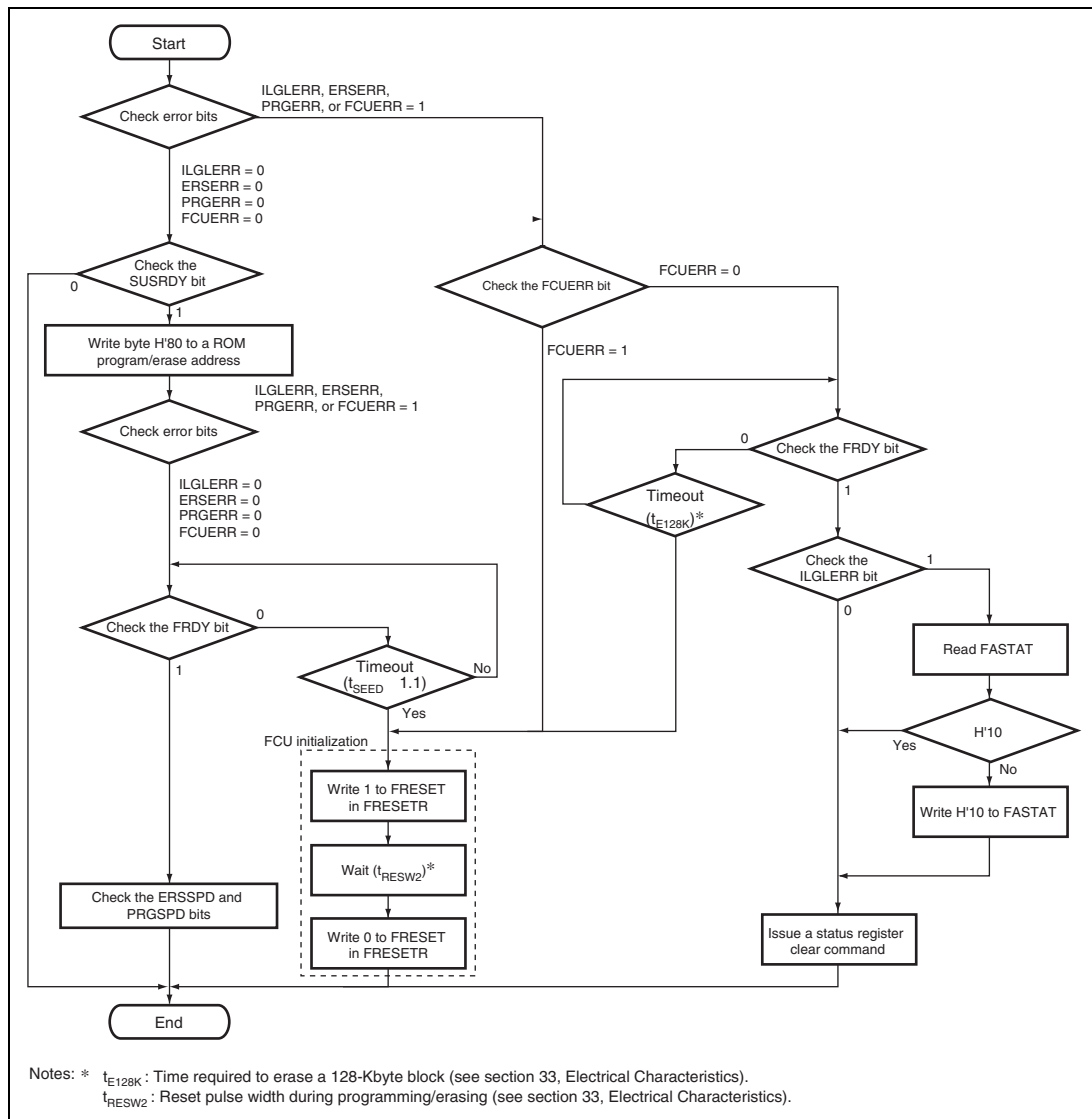 Start
Check error bits
ILGLERR, ERSERR,
PRGERR, or FCUERR = 1
ILGLERR = 0
ERSERR = 0
PRGERR = 0
FCUERR = 0
Check the
SUSRDY bit
0
1
Check the FCUERR bit
FCUERR = 0
FCUERR = 1
Write byte H'80 to a ROM
program/erase address
ILGLERR, ERSERR,
PRGERR, or FCUERR = 1
Check error bits
ILGLERR = 0
ERSERR = 0
PRGERR = 0
FCUERR = 0
Check the FRDY bit
0
1
Timeout
(tE128K)*
Check the
ILGLERR bit
1
0
Check the FRDY bit
0
1
Timeout
(tSEED 1.1)
No
Yes
Read FASTAT
H'10
Yes
No
Write H'10 to FASTAT
FCU initialization
Write 1 to FRESET
in FRESETR
Wait (tRESW2)*
Write 0 to FRESET
in FRESETR
Check the ERSSPD and
PRGSPD bits
Issue a status register
clear command
End
Notes: * tE128K : Time required to erase a 128-Kbyte block (see section 33, Electrical Characteristics).
tRESW2 : Reset pulse width during programming/erasing (see section 33, Electrical Characteristics).